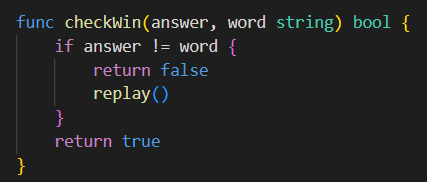 func checkWin(answer, word string) bool {
    if answer != word {
        return false
        replay()
    }
    return true
}